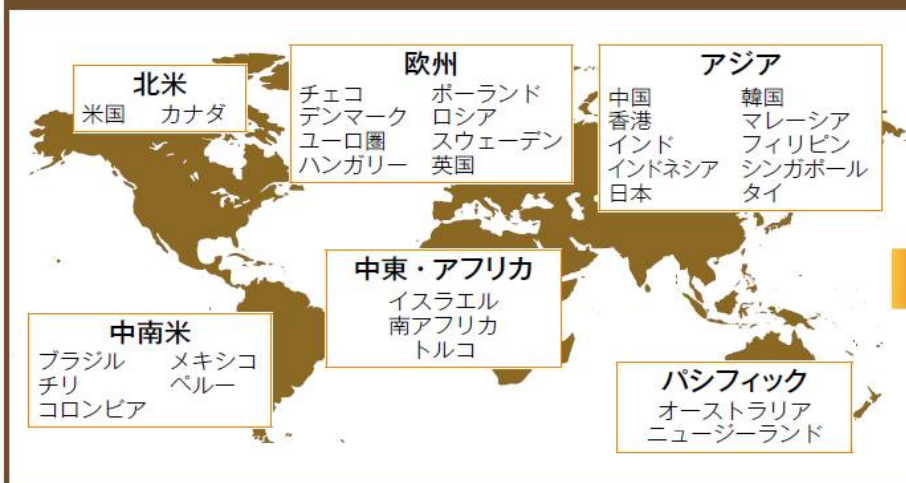 北米
米国 カナダ
欧州
チェコ ポーランド
デンマーク ロシア
ユーロ圏 スウェーデン
ハンガリー 英国
アジア
中国 韓国
香港 マレーシア
インド フィリピン
インドネシア シンガポール
日本 タイ
中東・アフリカ
イスラエル
南アフリカ
トルコ
中南米
ブラジル メキシコ
チリ ペルー
コロンビア
パシフィック
オーストラリア
ニュージーランド